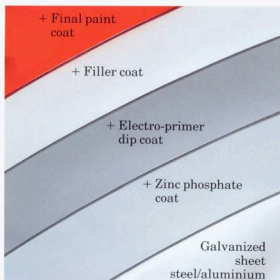 + Final paint
coat
+ Filler coat
+ Electro-primer
dip coat
+ Zinc phosphate
coat
Galvanized
sheet
steel/aluminium